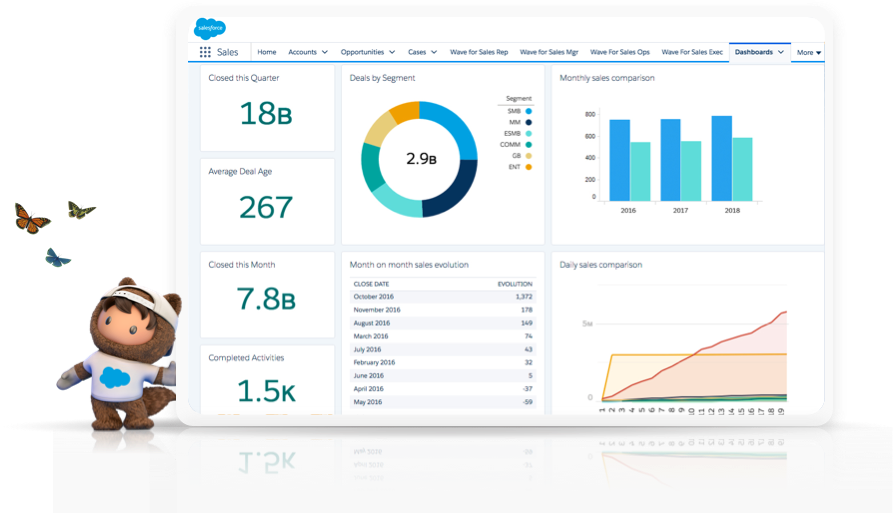 salesforce
Sales Home Accounts Opportunities Cases Wave for Sales Rep Wave for Sales Mgr Wave For Sales Ops Wave For Sales Exec Dashboards More
Closed this Quarter
18B
Average Deal Age
267
Closed this Month
7.8B
Completed Activities
1.5K
Deals by Segment
2.9B
Segment
SMB
MM
ESMB
COMM
GB
ENT
Monthly sales comparison
800
600
400
200
0
2016 2017 2018
Month on month sales evolution
CLOSE DATE EVOLUTION
October 2016 1,372
November 2016 178
August 2016 149
March 2016 74
July 2016 43
February 2016 32
June 2016 5
April 2016 -37
May 2016 -59
Daily sales comparison
5M
0
1 2 3 4 5 6 7 8 9 10 11 12 13 14 15 16 17 18 19